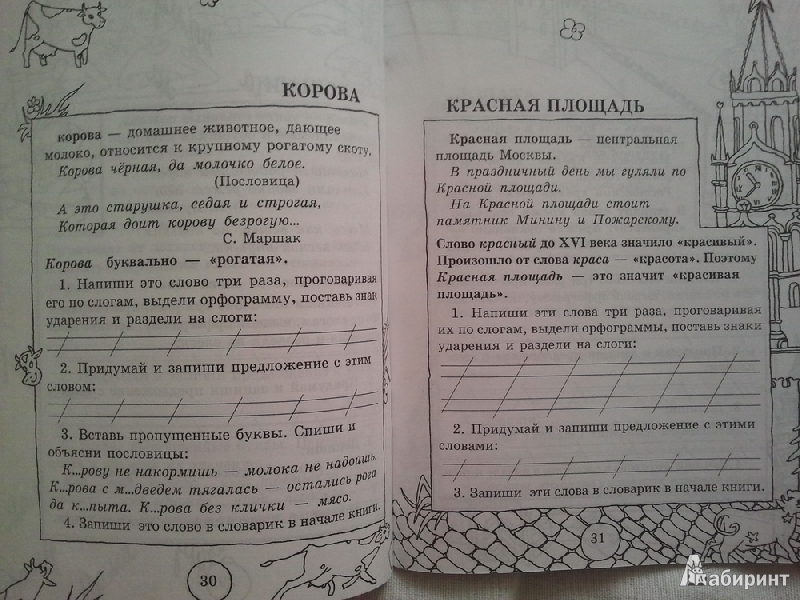 КОРОВА
корова — домашнее животное, дающее
молоко, относится к крупному рогатому скоту.
Корова чёрная, да молочко белое.
(Пословица)
А это старушка, седая и строгая,
Которая доит корову безрогую...
С. Маршак
Корова буквально — «рогатая».
1. Напиши это слово три раза, проговаривая
его по слогам, выдели орфограмму, поставь знак
ударения и раздели на слоги:
2. Придумай и запиши предложение с этим
словом:
3. Вставь пропущенные буквы. Спиши и
объясни пословицы:
К...рову не накормишь — молока не надоишь.
К...рова с м...дведем тягалась — остались рога
да к...пыта. К...рова без клички — мясо.
4. Запиши это слово в словарик в начале книги.
30
КРАСНАЯ ПЛОЩАДЬ
Красная площадь — центральная
площадь Москвы.
В праздничный день мы гуляли по
Красной площади.
На Красной площади стоит
памятник Минину и Пожарскому.
Слово красный до XVI века значило «красивый».
Произошло от слова краса — «красота». Поэтому
Красная площадь — это значит «красивая
площадь».
1. Напиши эти слова три раза, проговаривая
их по слогам, выдели орфограммы, поставь знаки
ударения и раздели на слоги:
2. Придумай и запиши предложение с этими
словами:
3. Запиши эти слова в словарик в начале книги.
31
Лабиринт